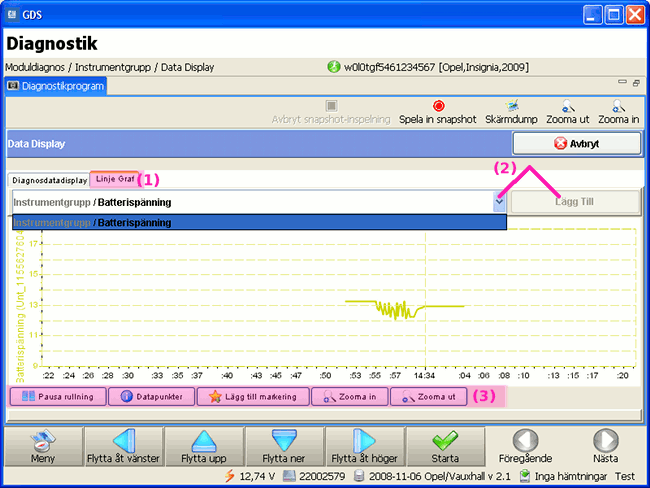 GDS
Diagnostik
Moduldiagnos / Instrumentgrupp / Data Display w0l0tgf5461234567 [Opel,Insignia,2009]
Diagnostikprogram
Avbryt snapshot-inspelning Spela in snapshot Skärmdump Zooma ut Zooma in
Data Display Avbryt
Diagnosdatadisplay Linje Graf (1) (2)
Instrumentgrupp / Batterispänning Lägg Till
Instrumentgrupp / Batterispänning
Batterispänning (Unt_1155627604
17
15
13
11
9
:22 :24 :26 :28 :30 :33 :35 :37 :40 :42 :44 :46 :48 :50 :53 :55 :57 14:34 :04 :06 :08 :10 :13 :15 :17 :20
Pausa rullning Datapunkter Lägg till markering Zooma in Zooma ut (3)
Meny Flytta åt vänster Flytta upp Flytta ner Flytta åt höger Starta Föregående Nästa
12,74 V 22002579 2008-11-06 Opel/Vauxhall v 2.1 Inga hämtningar Test